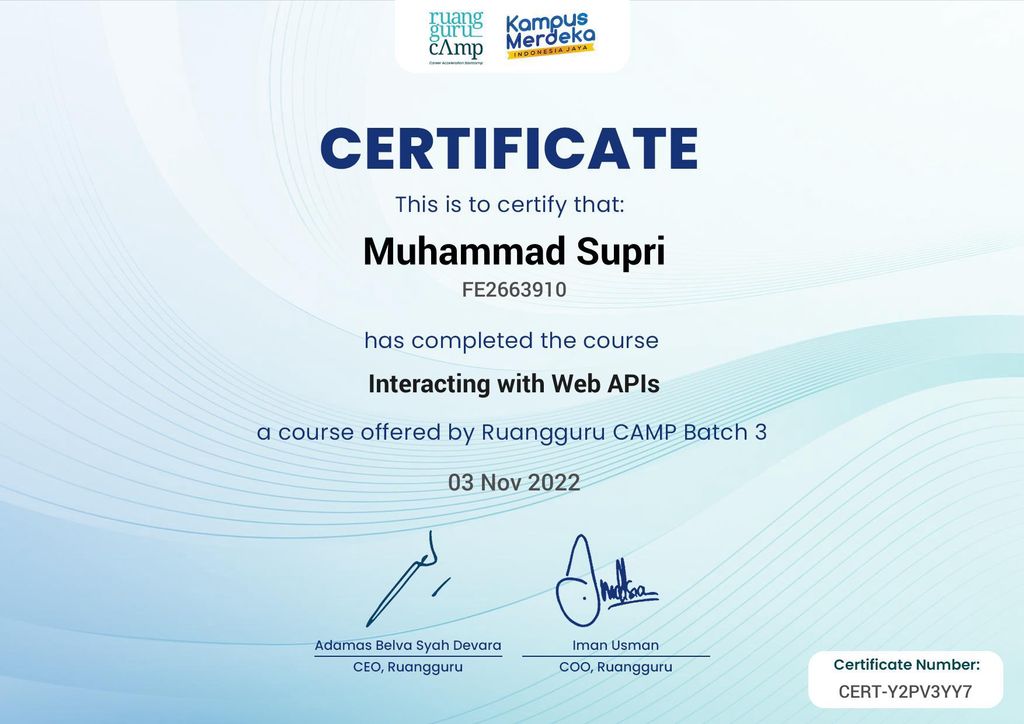 ruang
guru
cAmp
Career Acceleration Bootcamp
Kampus
Merdeka
INDONESIA JAYA
CERTIFICATE
This is to certify that:
Muhammad Supri
FE2663910
has completed the course
Interacting with Web APIs
a course offered by Ruangguru CAMP Batch 3
03 Nov 2022
Adamas Belva Syah Devara
CEO, Ruangguru
Iman Usman
COO, Ruangguru
Certificate Number:
CERT-Y2PV3YY7